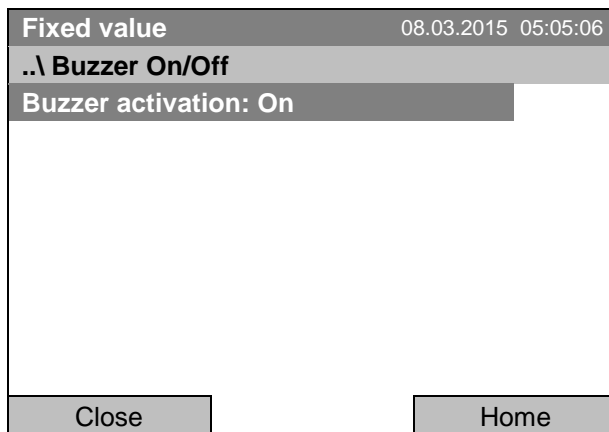 Fixed value 08.03.2015 05:05:06
..\ Buzzer On/Off
Buzzer activation: On
Close Home